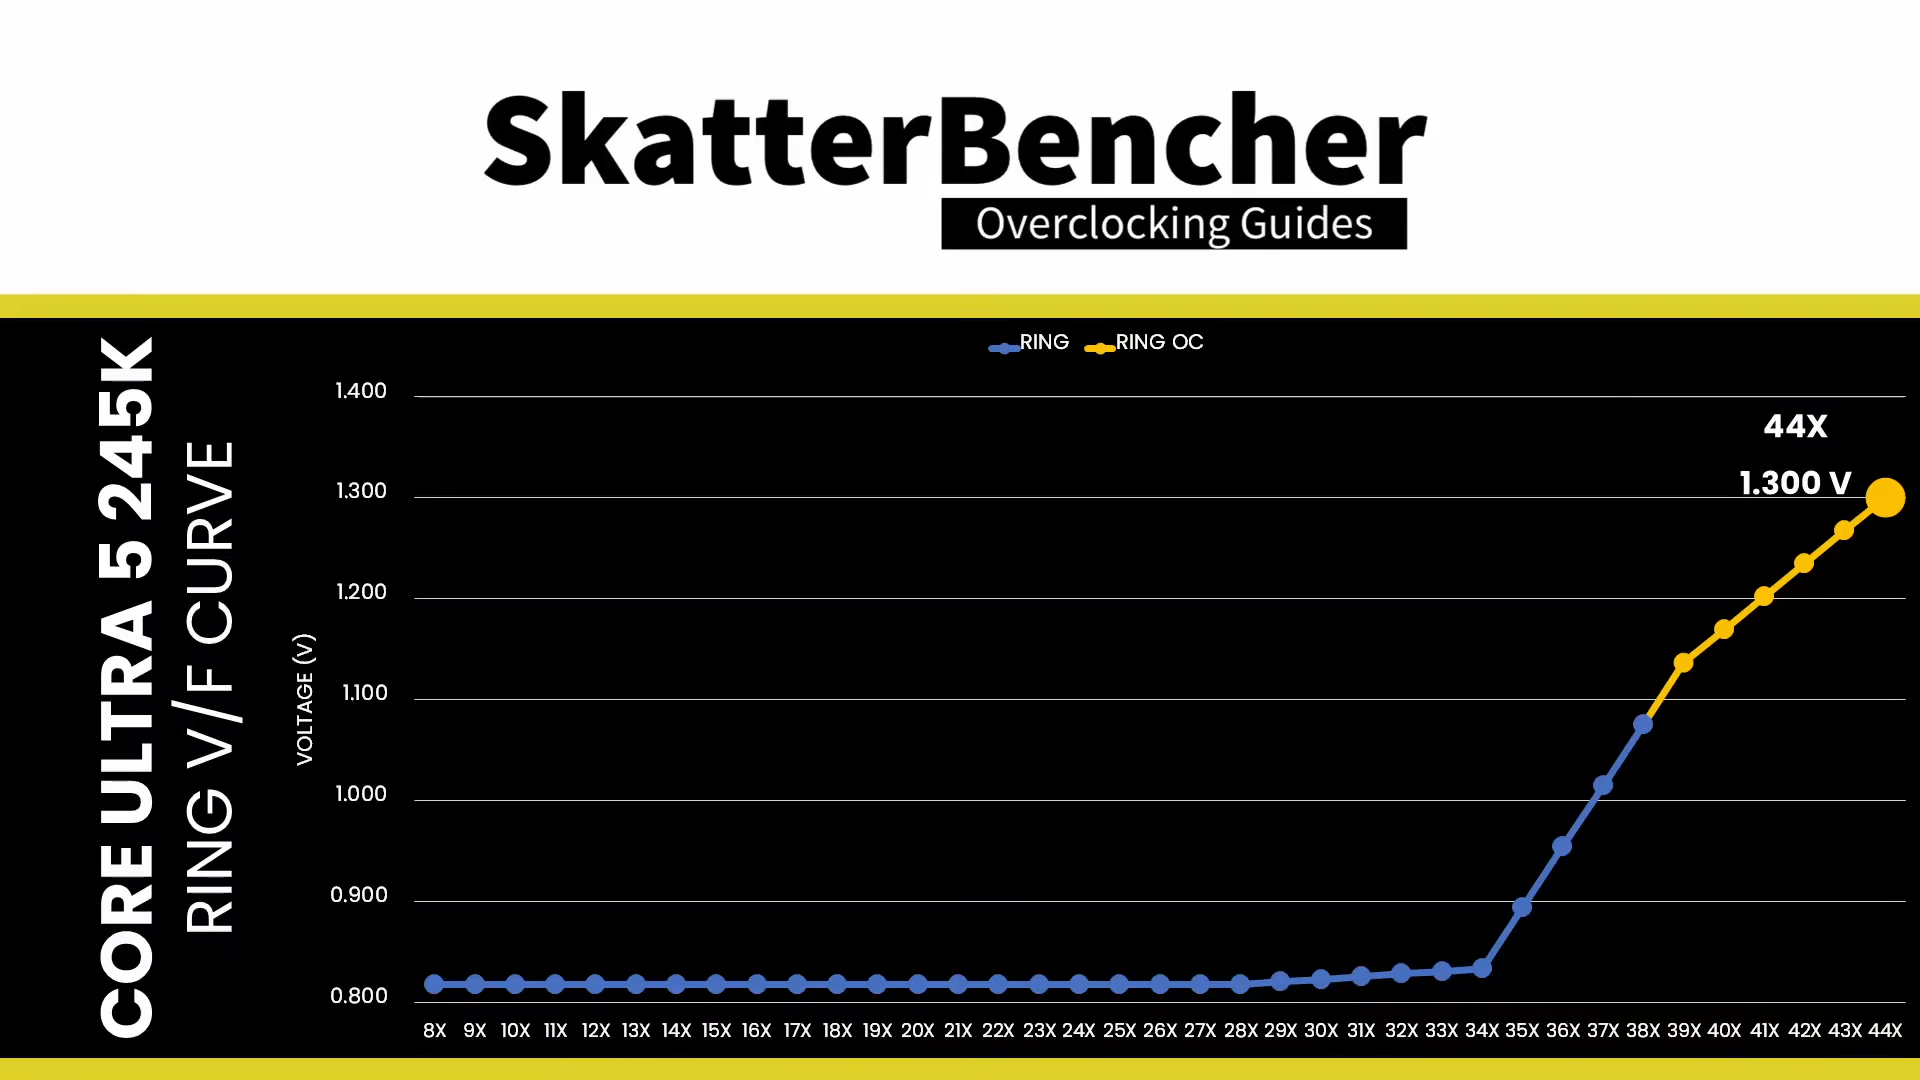 SkatterBencher
Overclocking Guides
CORE ULTRA 5 245K
RING V/F CURVE
RING RING OC
VOLTAGE (V)
1.400
1.300
1.200
1.100
1.000
0.900
0.800
44X
1.300 V
8X 9X 10X 11X 12X 13X 14X 15X 16X 17X 18X 19X 20X 21X 22X 23X 24X 25X 26X 27X 28X 29X 30X 31X 32X 33X 34X 35X 36X 37X 38X 39X 40X 41X 42X 43X 44X